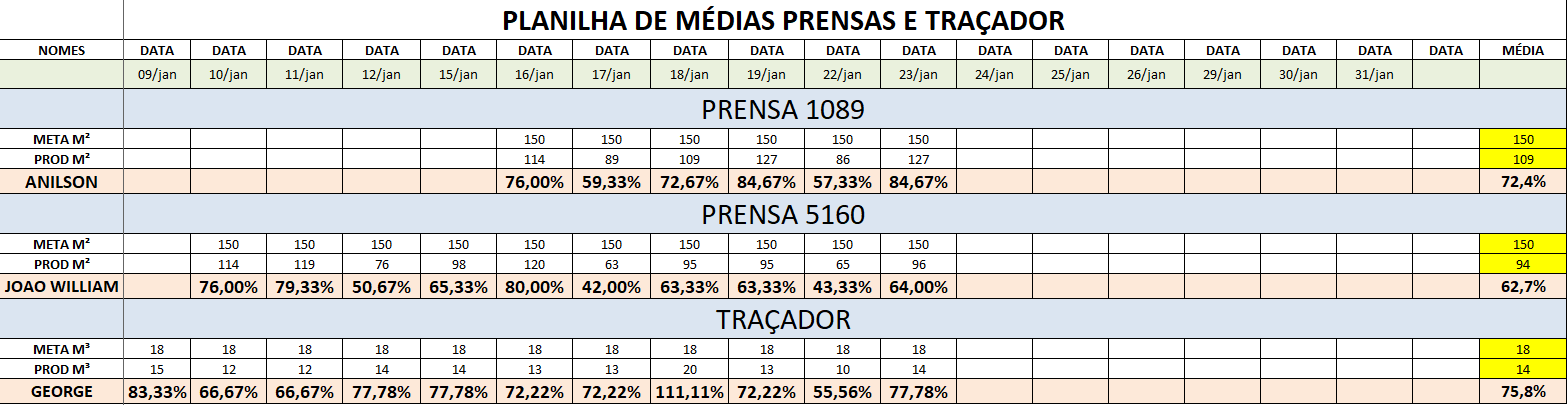 PLANILHA DE MÉDIAS PRENSAS E TRAÇADOR
NOMES DATA DATA DATA DATA DATA DATA DATA DATA DATA DATA DATA DATA DATA DATA DATA DATA DATA DATA MÉDIA
09/jan 10/jan 11/jan 12/jan 15/jan 16/jan 17/jan 18/jan 19/jan 22/jan 23/jan 24/jan 25/jan 26/jan 29/jan 30/jan 31/jan
PRENSA 1089
META M² 150 150 150 150 150 150 150
PROD M² 114 89 109 127 86 127 109
ANILSON 76,00% 59,33% 72,67% 84,67% 57,33% 84,67% 72,4%
PRENSA 5160
META M² 150 150 150 150 150 150 150 150 150 150 150
PROD M² 114 119 76 98 120 63 95 95 65 96 94
JOAO WILLIAM 76,00% 79,33% 50,67% 65,33% 80,00% 42,00% 63,33% 63,33% 43,33% 64,00% 62,7%
TRAÇADOR
META M³ 18 18 18 18 18 18 18 18 18 18 18 18
PROD M³ 15 12 12 14 14 13 13 20 13 10 14 14
GEORGE 83,33% 66,67% 66,67% 77,78% 77,78% 72,22% 72,22% 111,11% 72,22% 55,56% 77,78% 75,8%